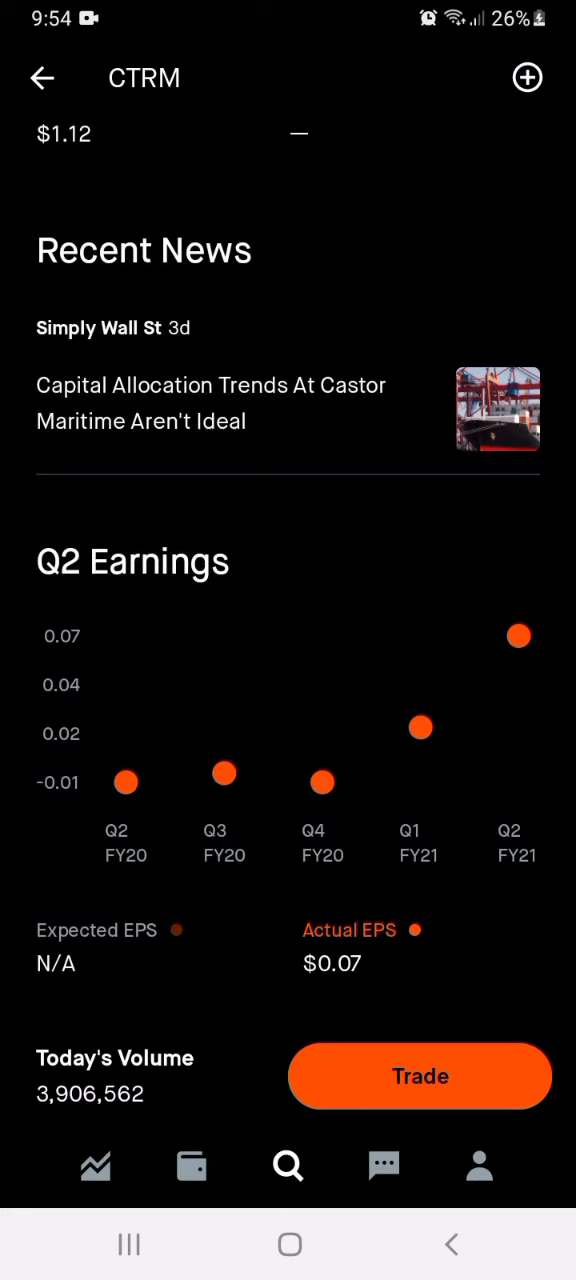 9:54 26%
CTRM
$1.12 —
Recent News
Simply Wall St 3d
Capital Allocation Trends At Castor
Maritime Aren't Ideal
Q2 Earnings
0.07
0.04
0.02
-0.01
Q2 Q3 Q4 Q1 Q2
FY20 FY20 FY20 FY21 FY21
Expected EPS Actual EPS
N/A $0.07
Today's Volume
3,906,562
Trade